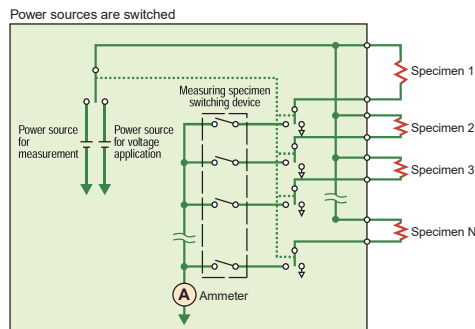 Power sources are switched
Measuring specimen
switching device
Power source
for
measurement
Power source
for voltage
application
Specimen 1
Specimen 2
Specimen 3
Specimen N
A
Ammeter